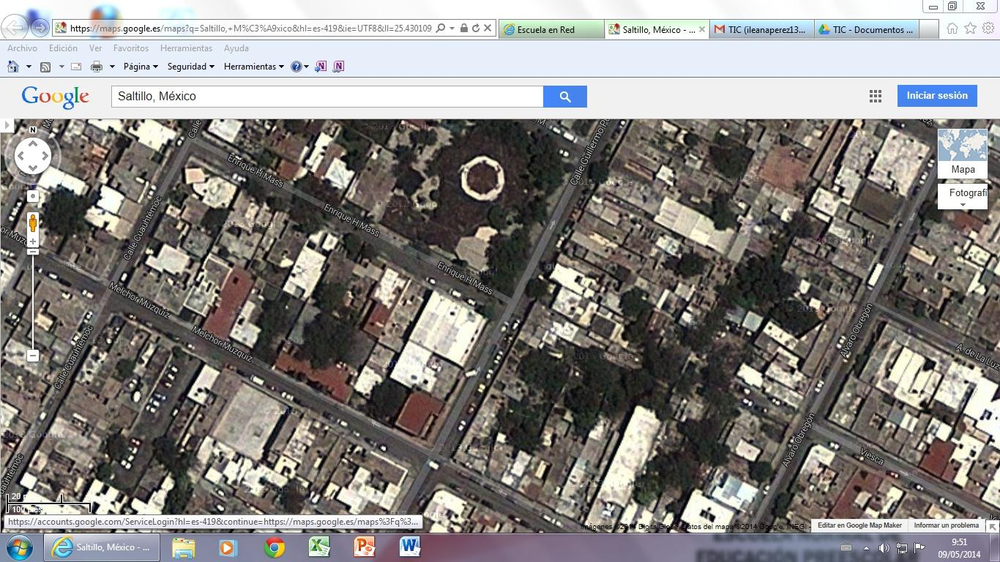 https://maps.google.es/maps?q=Saltillo,+M%C3%A9xico&hl=es-419&ie=UTF8&ll=25.430109
Escuela en Red
Saltillo, México - ...
TIC (ileanaperez13...
TIC - Documentos ...
Archivo Edición Ver Favoritos Herramientas Ayuda
Página Seguridad Herramientas
Google
Saltillo, México
Iniciar sesión
N
Mapa
Fotografí
Calle Guillermo
Enrique H Mass
Enrique H Mass
Enrique H Mass
Calle Cuauhtémoc
Melchor Muzquiz
Melchor Muzquiz
Calle Cuauhtémoc
Alvaro Obregón
A. de La Luz
Alvaro Obregón
Viesca
20
100
https://accounts.google.com/ServiceLogin?hl=es-419&continue=https://maps.google.es/maps%3Fq%3...
Imágenes ©2014 DigitalGlobe, Datos del mapa ©2014 Google, INEGI -
Editar en Google Map Maker
Informar un problema
Saltillo, México - ...
9:51
09/05/2014